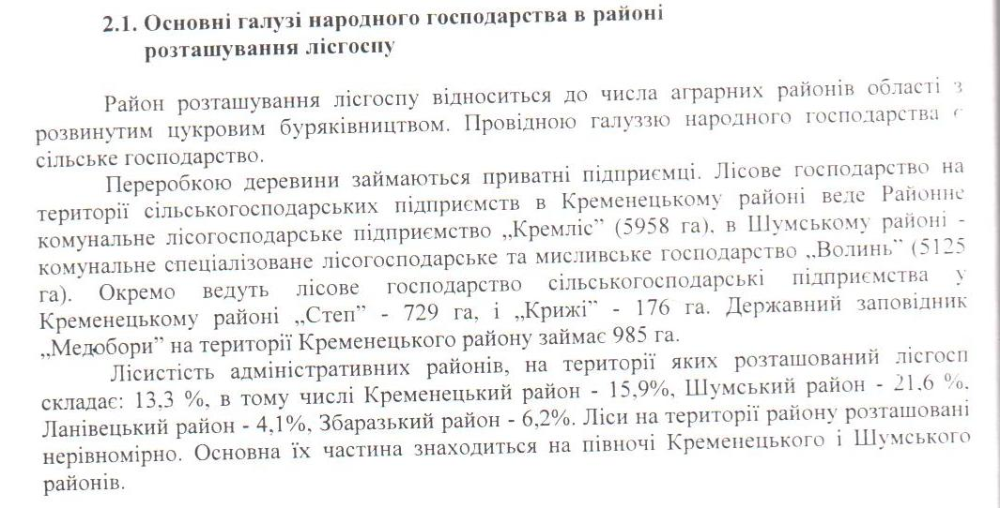 2.1. Основні галузі народного господарства в районі
розташування лісгоспу
Район розташування лісгоспу відноситься до числа аграрних районів області з
розвинутим цукровим буряківництвом. Провідною галуззю народного господарства є
сільське господарство.
Переробкою деревини займаються приватні підприємці. Лісове господарство на
території сільськогосподарських підприємств в Кременецькому районі веде Районне
комунальне лісогосподарське підприємство „Кремліс” (5958 га), в Шумському районі -
комунальне спеціалізоване лісогосподарське та мисливське господарство „Волинь” (5125
га). Окремо ведуть лісове господарство сільськогосподарські підприємства у
Кременецькому районі „Степ” - 729 га, і „Крижі” - 176 га. Державний заповідник
„Медобори” на території Кременецького району займає 985 га.
Лісистість адміністративних районів, на території яких розташований лісгосп
складає: 13,3 %, в тому числі Кременецький район - 15,9%, Шумський район - 21,6 %,
Ланівецький район - 4,1%, Збаразький район - 6,2%. Ліси на території району розташовані
нерівномірно. Основна їх частина знаходиться на півночі Кременецького і Шумського
районів.